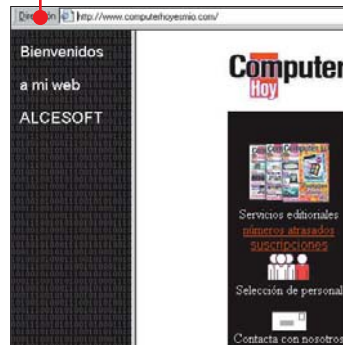 Dirección http://www.computerhoyesmio.com/
Bienvenidos
a mi web
ALCESOFT
Computer
Hoy
Servicios editoriales
números atrasados
suscripciones
Selección de personal
Contacta con nosotros